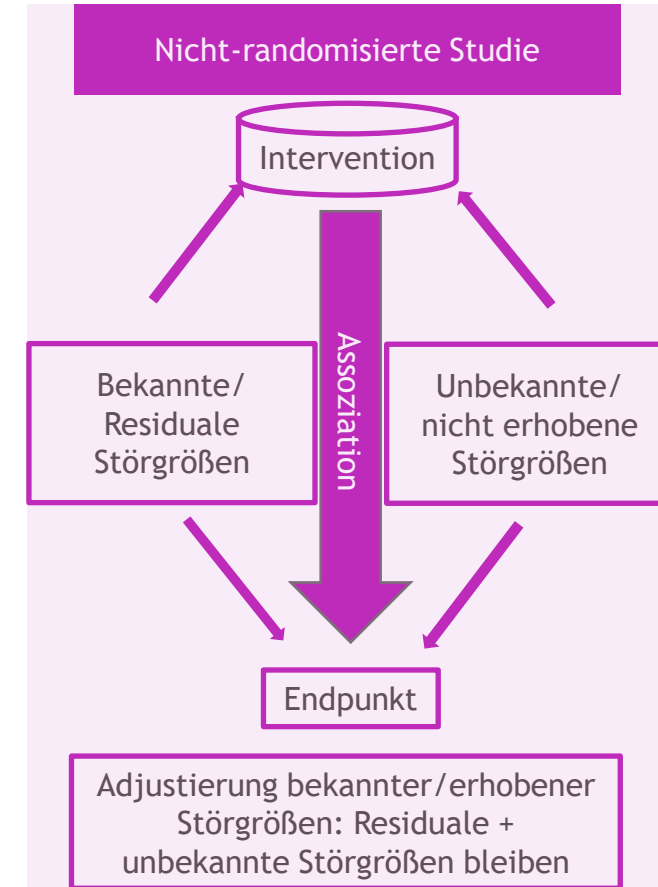 Nicht-randomisierte Studie
Intervention
Assoziation
Bekannte/
Residuale
Störgrößen
Unbekannte/
nicht erhobene
Störgrößen
Endpunkt
Adjustierung bekannter/erhobener
Störgrößen: Residuale +
unbekannte Störgrößen bleiben